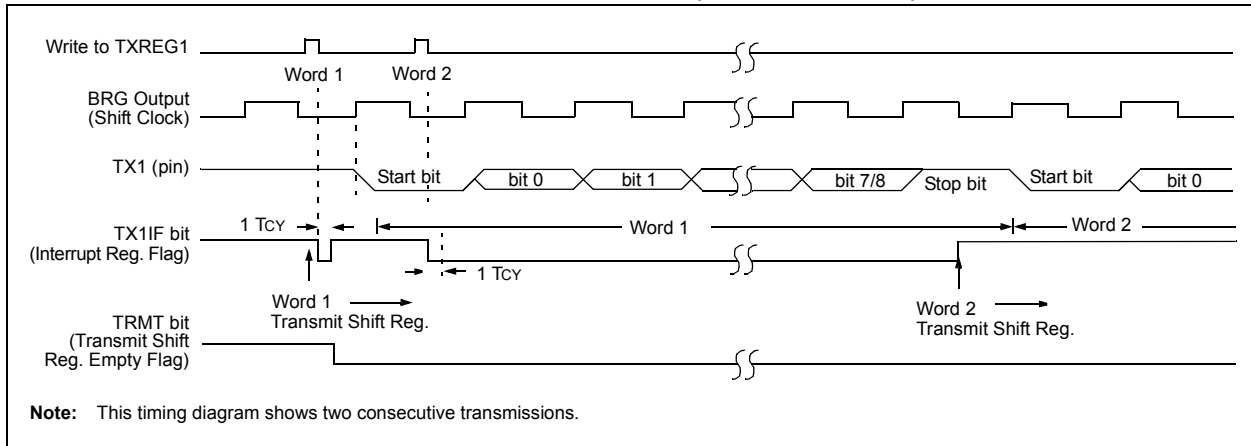 Write to TXREG1
Word 1
Word 2
BRG Output
(Shift Clock)
TX1 (pin)
Start bit
bit 0
bit 1
bit 7/8
Stop bit
Start bit
bit 0
1 TCY
Word 1
Word 2
TX1IF bit
(Interrupt Reg. Flag)
1 TCY
Word 1
Transmit Shift Reg.
Word 2
Transmit Shift Reg.
TRMT bit
(Transmit Shift
Reg. Empty Flag)
Note: This timing diagram shows two consecutive transmissions.